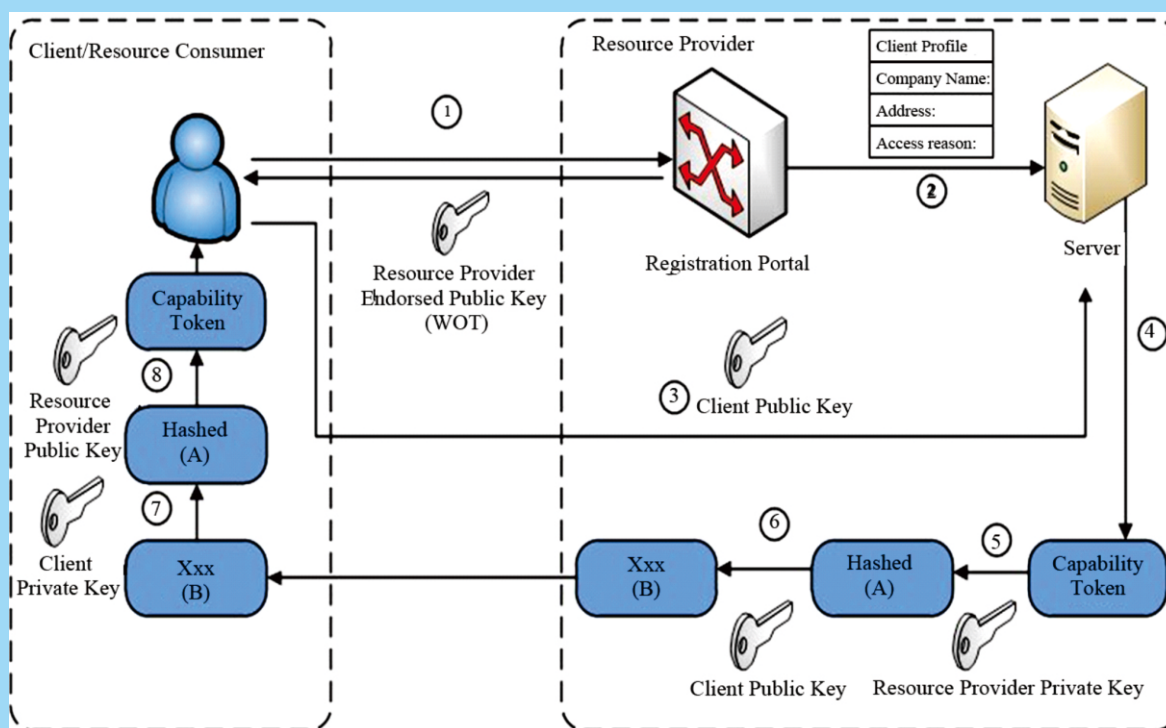 Client/Resource Consumer
Resource Provider
Client Profile
Company Name:
Address:
Access reason:
1
2
Resource Provider
Endorsed Public Key
(WOT)
Registration Portal
Server
Capability
Token
8
Resource
Provider
Public Key
Hashed
(A)
3
Client Public Key
4
7
Client
Private Key
Xxx
(B)
Xxx
(B)
6
Hashed
(A)
5
Capability
Token
Client Public Key
Resource Provider Private Key